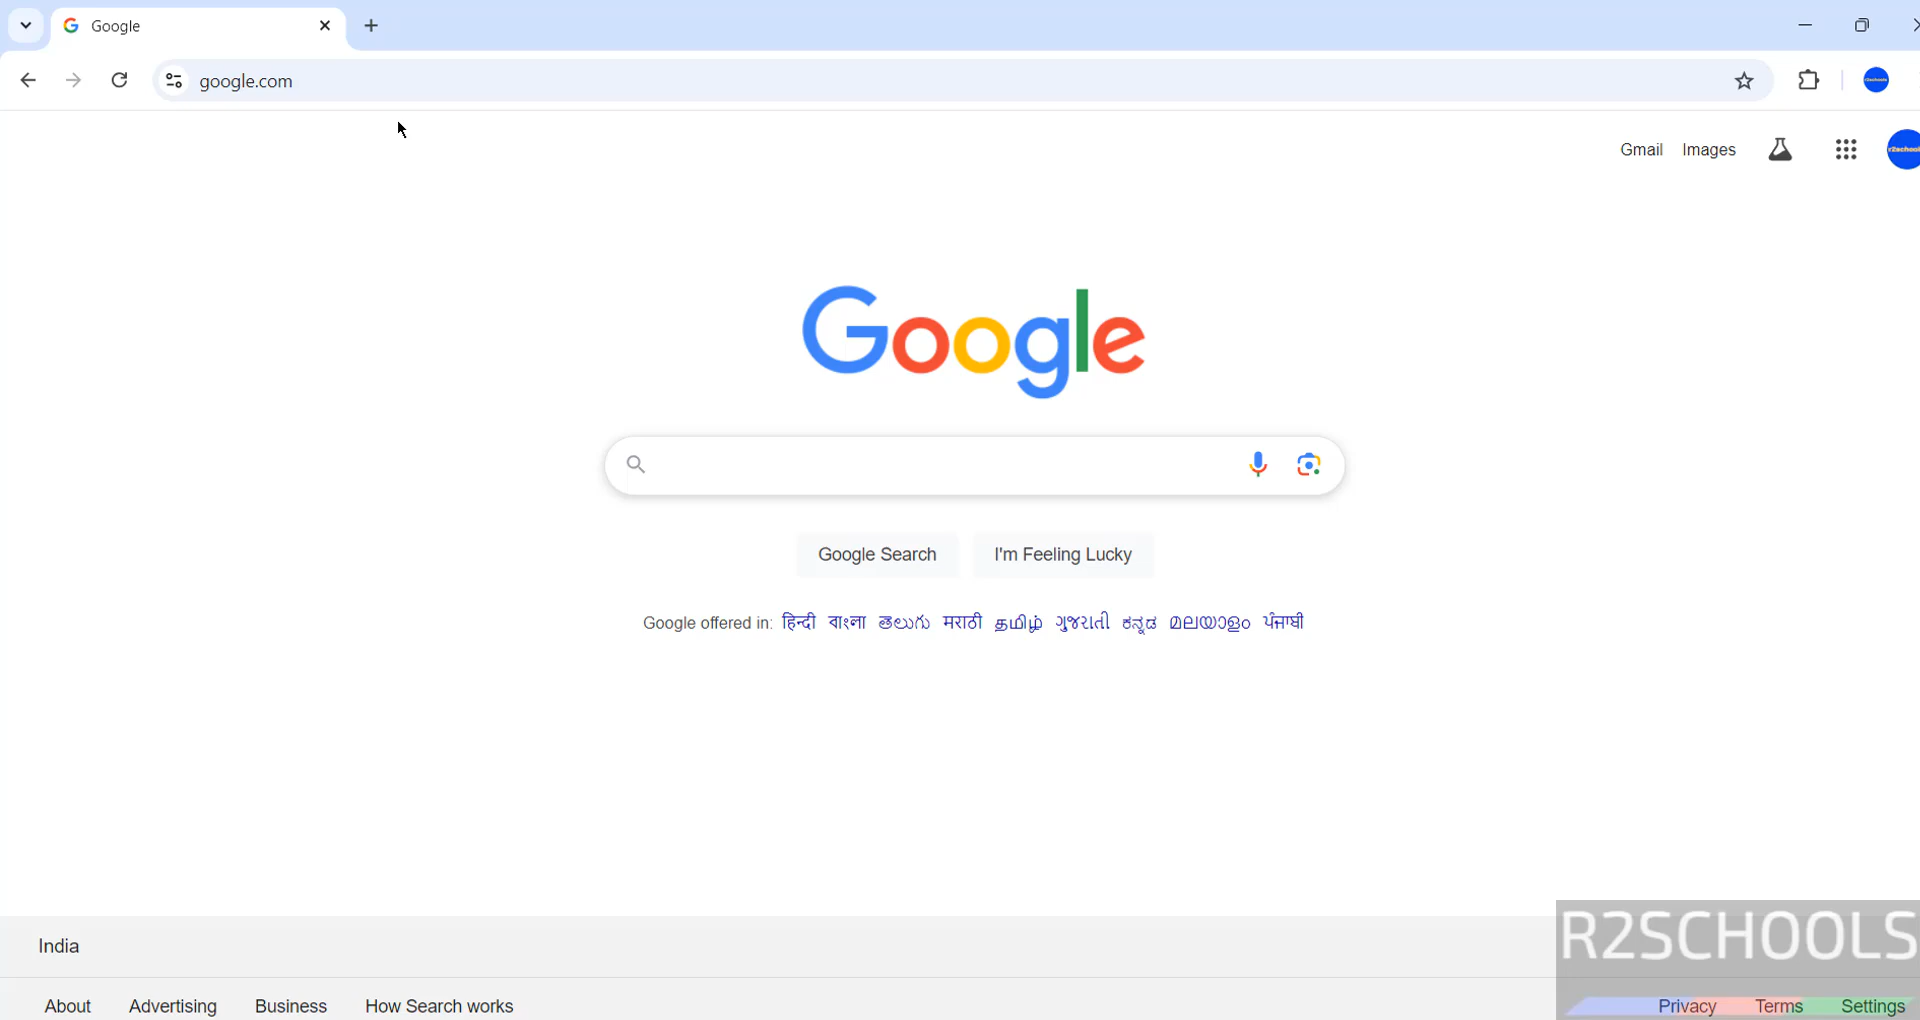 Google
google.com
Gmail Images
Google
Google Search I'm Feeling Lucky
Google offered in: हिन्दी বাংলা తెలుగు मराठी தமிழ் ગુજરાતી ಕನ್ನಡ മലയാളം ਪੰਜਾਬੀ
India
R2SCHOOLS
About Advertising Business How Search works Privacy Terms Settings